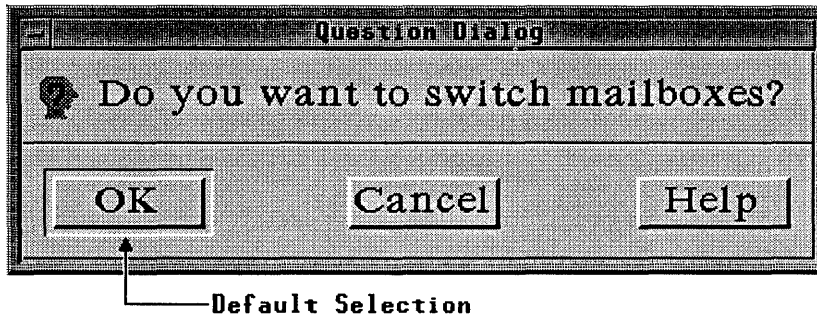 Question Dialog
Do you want to switch mailboxes?
OK Cancel Help
Default Selection